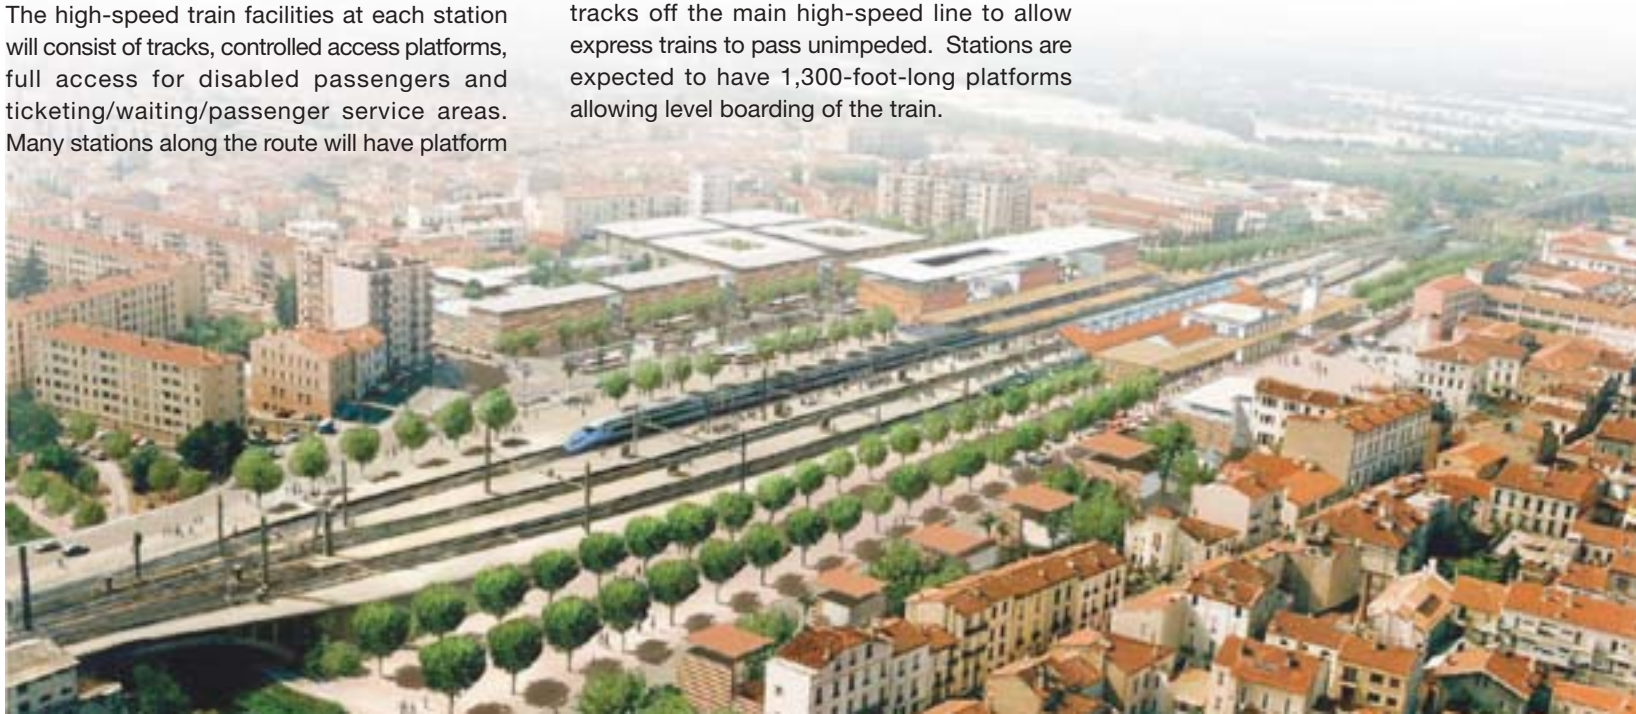 The high-speed train facilities at each station
will consist of tracks, controlled access platforms,
full access for disabled passengers and
ticketing/waiting/passenger service areas.
Many stations along the route will have platform
tracks off the main high-speed line to allow
express trains to pass unimpeded. Stations are
expected to have 1,300-foot-long platforms
allowing level boarding of the train.